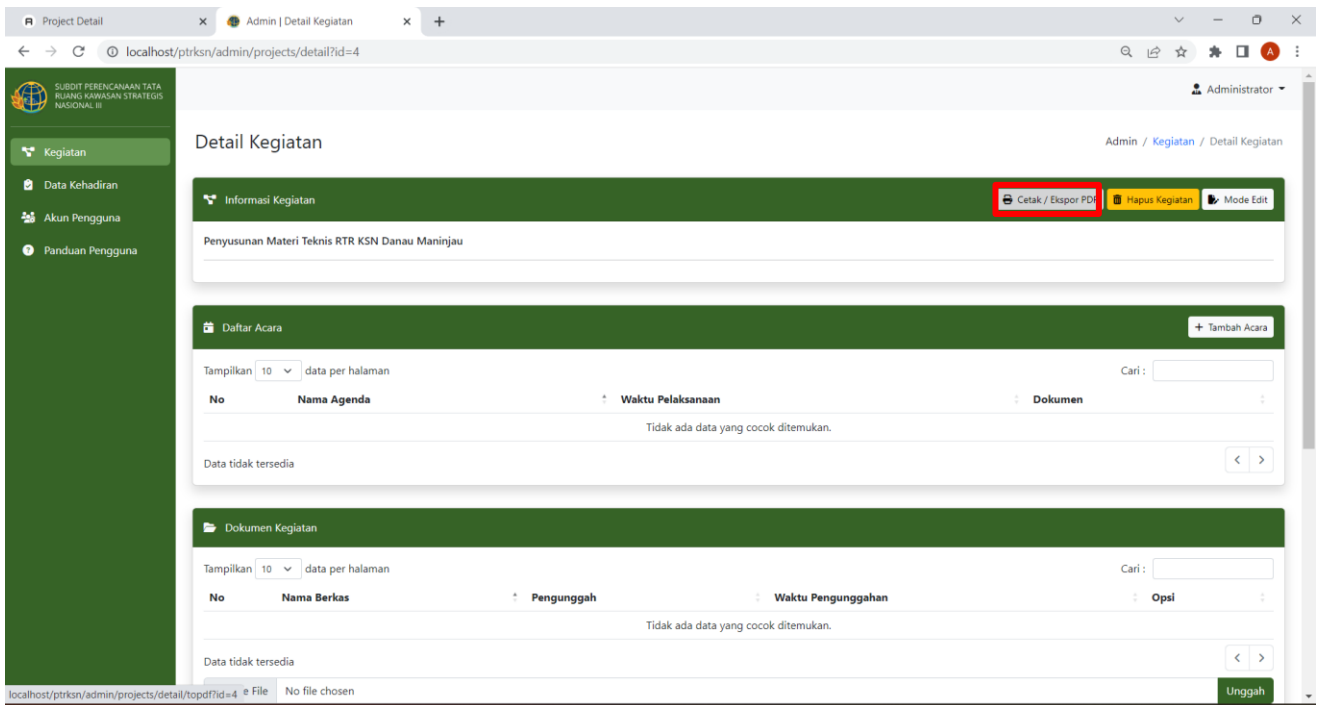 Project Detail
Admin | Detail Kegiatan
localhost/ptrksn/admin/projects/detail?id=4
A
SUBDIT PERENCANAAN TATA
RUANG KAWASAN STRATEGIS
NASIONAL III
Administrator
Kegiatan
Data Kehadiran
Akun Pengguna
Panduan Pengguna
Detail Kegiatan
Admin / Kegiatan / Detail Kegiatan
Informasi Kegiatan
Cetak / Ekspor PDF
Hapus Kegiatan
Mode Edit
Penyusunan Materi Teknis RTR KSN Danau Maninjau
Daftar Acara
+ Tambah Acara
Tampilkan 10 data per halaman
Cari :
No Nama Agenda Waktu Pelaksanaan Dokumen
Tidak ada data yang cocok ditemukan.
Data tidak tersedia
< >
Dokumen Kegiatan
Tampilkan 10 data per halaman
Cari :
No Nama Berkas Pengunggah Waktu Pengunggahan Opsi
Tidak ada data yang cocok ditemukan.
Data tidak tersedia
< >
e File No file chosen
Unggah
localhost/ptrksn/admin/projects/detail/topdf?id=4